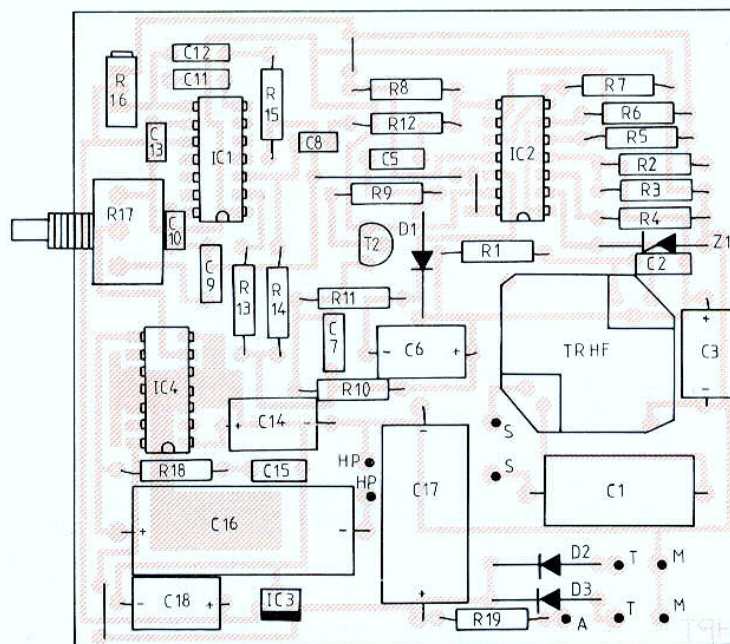 C12
R 16
C11
R 15
R8
R7
R6
R12
R5
C 13
IC1
C8
C5
IC2
R2
R9
R3
R17
C 10
R4
D1
T2
R1
Z1
C 9
C2
R 13
R 14
R11
C 7
TR HF
+
C6
- +
C3
IC4
R10
-
+ C14 -
- 
S
HP
R18
C15
S
HP
C17
C1
+ C16 -
D2
T
M
- C18 +
IC3
D3
+
R19
A
T
M
HPT